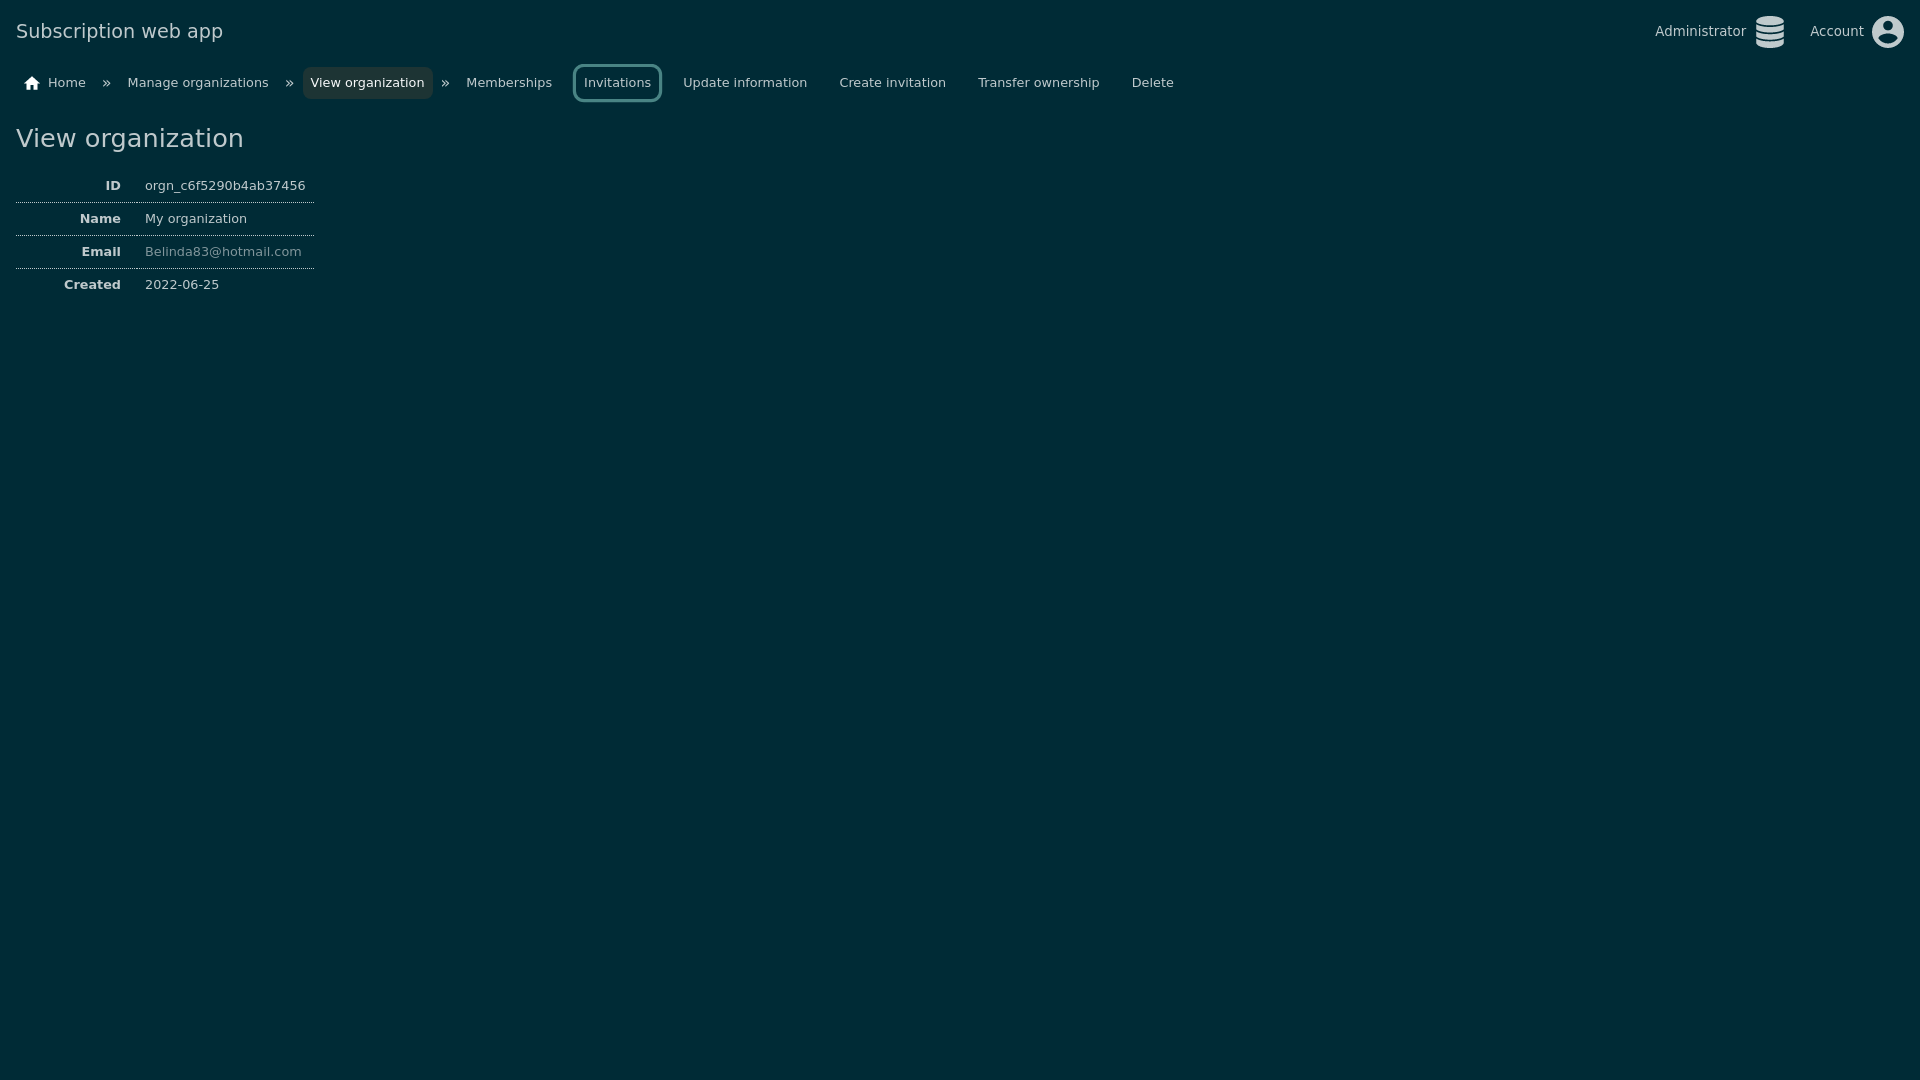 Subscription web app Administrator Account
Home » Manage organizations » View organization » Memberships Invitations Update information Create invitation Transfer ownership Delete
View organization
ID orgn_c6f5290b4ab37456
Name My organization
Email Belinda83@hotmail.com
Created 2022-06-25